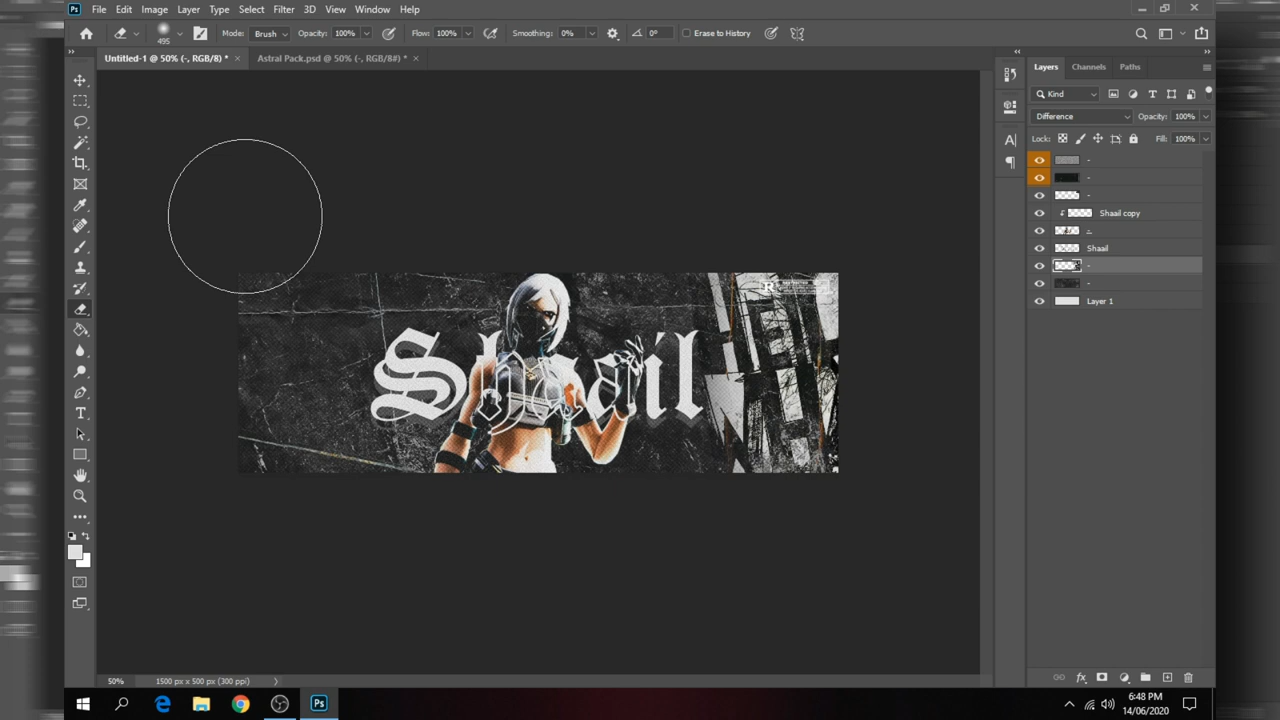 Ps File Edit Image Layer Type Select Filter 3D View Window Help
495 Mode: Brush Opacity: 100% Flow: 100% Smoothing: 0% 0° Erase to History
Untitled-1 @ 50% (-, RGB/8) * × Astral Pack.psd @ 50% (-, RGB/8#) * ×
Layers Channels Paths
Kind
Difference Opacity: 100%
Lock: Fill: 100%
-
-
-
Shaail copy
-
Shaail
-
-
Layer 1
R
Shaail
50% 1500 px x 500 px (300 ppi)
Ps
6:48 PM
14/06/2020